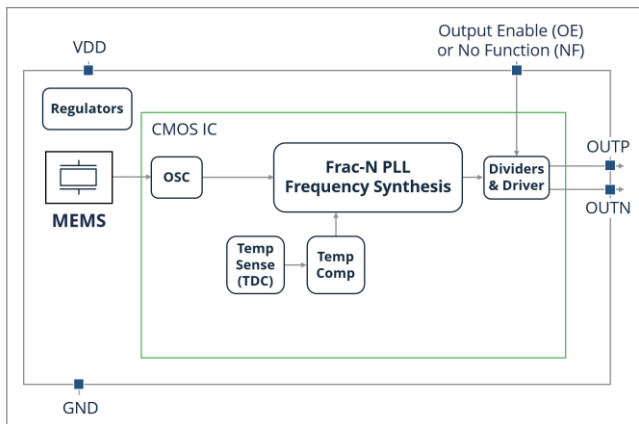 VDD
Output Enable (OE)
or No Function (NF)
Regulators
CMOS IC
MEMS
OSC
Frac-N PLL
Frequency Synthesis
Dividers
& Driver
OUTP
OUTN
Temp
Sense
(TDC)
Temp
Comp
GND